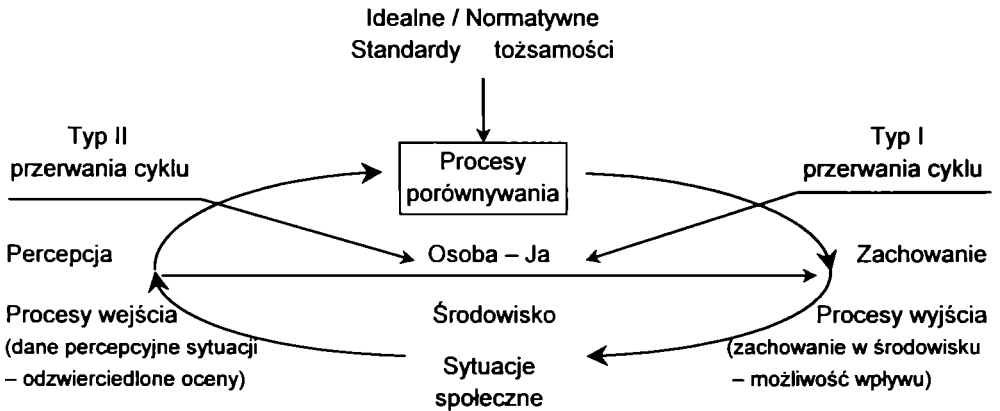 Idealne / Normatywne
Standardy tożsamości
Typ II
przerwania cyklu
Procesy
porównywania
Typ I
przerwania cyklu
Percepcja
Osoba – Ja
Zachowanie
Procesy wejścia
(dane percepcyjne sytuacji
– odzwierciedlone oceny)
Środowisko
Procesy wyjścia
(zachowanie w środowisku
– możliwość wpływu)
Sytuacje
społeczne